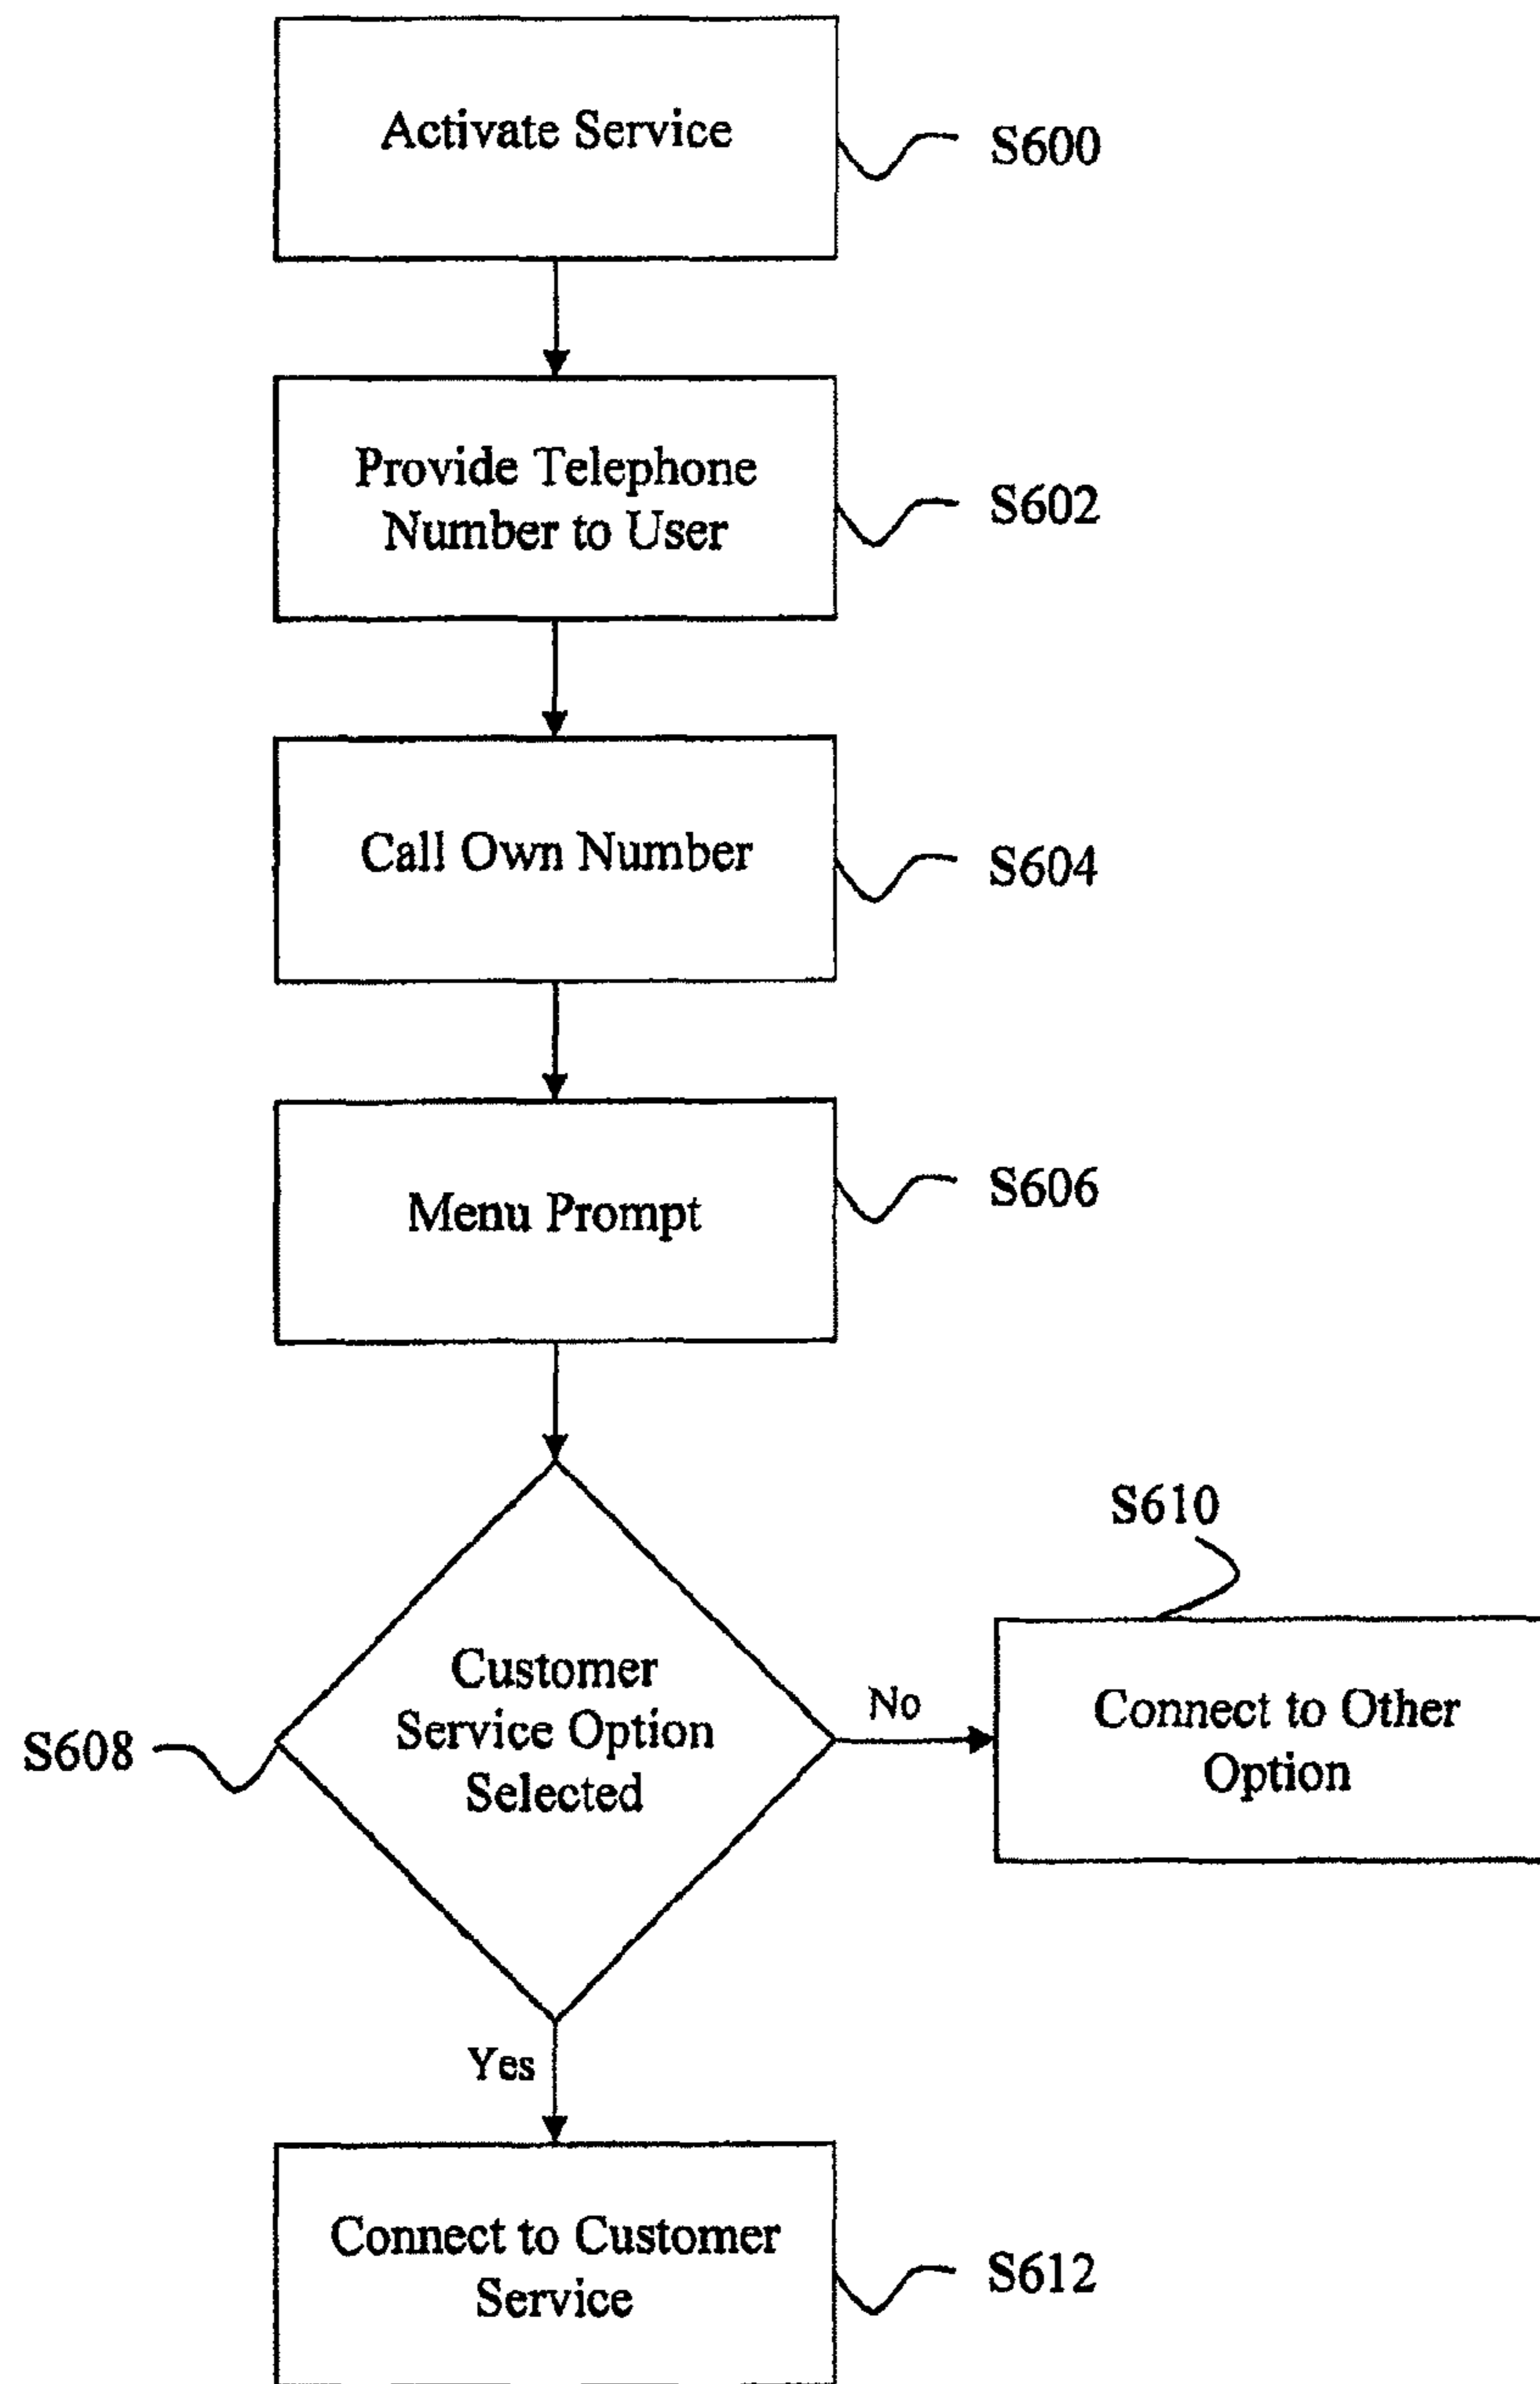 Activate Service
S600
Provide Telephone
Number to User
S602
Call Own Number
S604
Menu Prompt
S606
S610
Customer
Service Option
Selected
S608
No
Connect to Other
Option
Yes
Connect to Customer
Service
S612